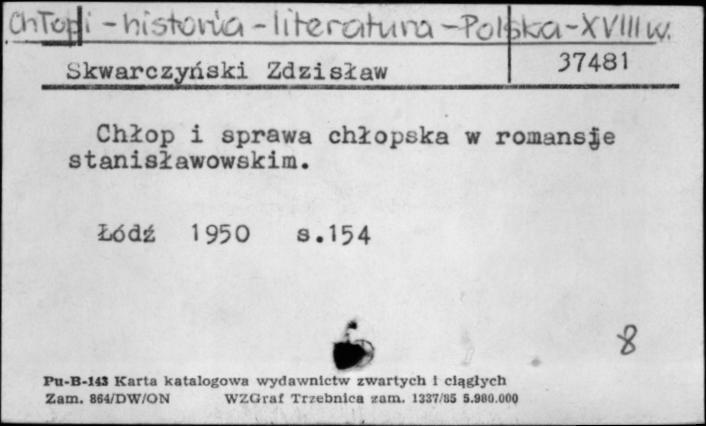 Chłopi - historia - literatura - Polska - XVIII w.
Skwarczyński Zdzisław 37481
Chłop i sprawa chłopska w romansje
stanisławowskim.
Łódź 1950 s.154
8
Pu-B-143 Karta katalogowa wydawnictw zwartych i ciągłych
Zam. 864/DW/ON WZGraf Trzebnica zam. 1337/85 5.980.000